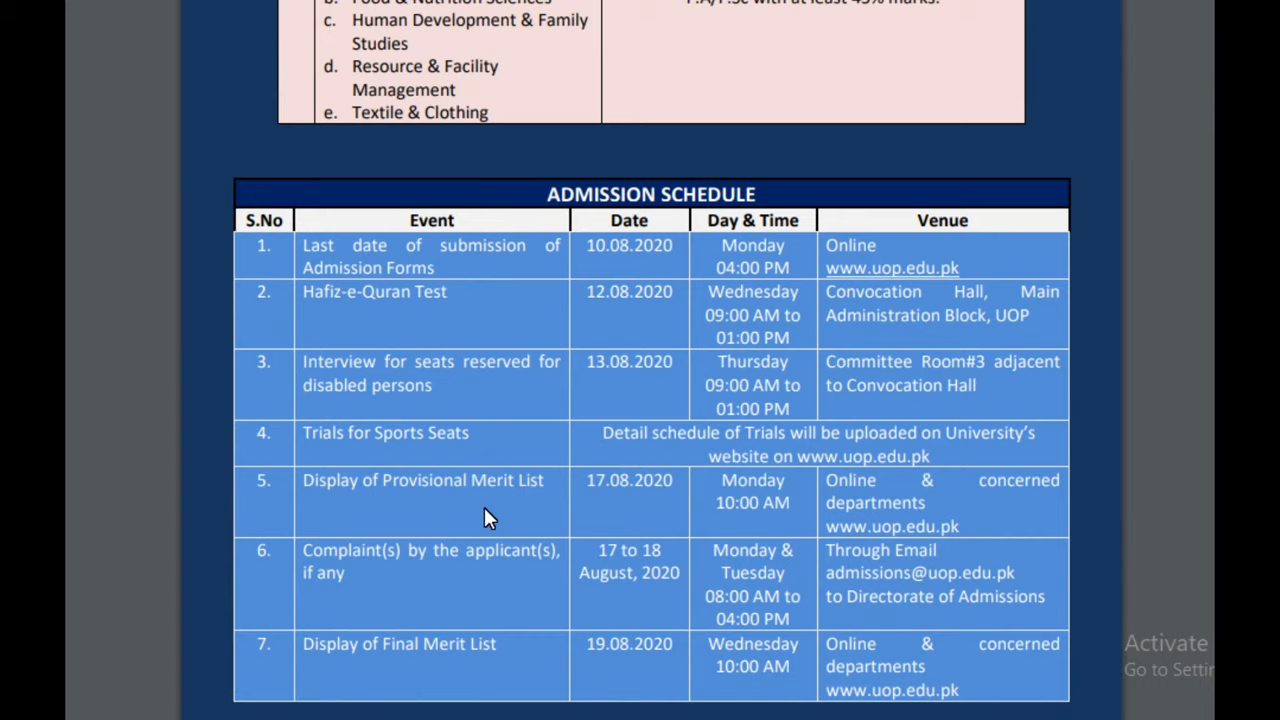 b. Food & Nutrition Sciences
F.A/F.Sc with at least 45% marks.
c. Human Development & Family
Studies
d. Resource & Facility
Management
e. Textile & Clothing
ADMISSION SCHEDULE
S.No Event Date Day & Time Venue
1. Last date of submission of 10.08.2020 Monday Online
Admission Forms 04:00 PM www.uop.edu.pk
2. Hafiz-e-Quran Test 12.08.2020 Wednesday Convocation Hall, Main
09:00 AM to Administration Block, UOP
01:00 PM
3. Interview for seats reserved for 13.08.2020 Thursday Committee Room#3 adjacent
disabled persons 09:00 AM to to Convocation Hall
01:00 PM
4. Trials for Sports Seats Detail schedule of Trials will be uploaded on University's
website on www.uop.edu.pk
5. Display of Provisional Merit List 17.08.2020 Monday Online & concerned
10:00 AM departments
www.uop.edu.pk
6. Complaint(s) by the applicant(s), 17 to 18 Monday & Through Email
if any August, 2020 Tuesday admissions@uop.edu.pk
08:00 AM to to Directorate of Admissions
04:00 PM
7. Display of Final Merit List 19.08.2020 Wednesday Online & concerned
10:00 AM departments
www.uop.edu.pk
Activate
Go to Settin